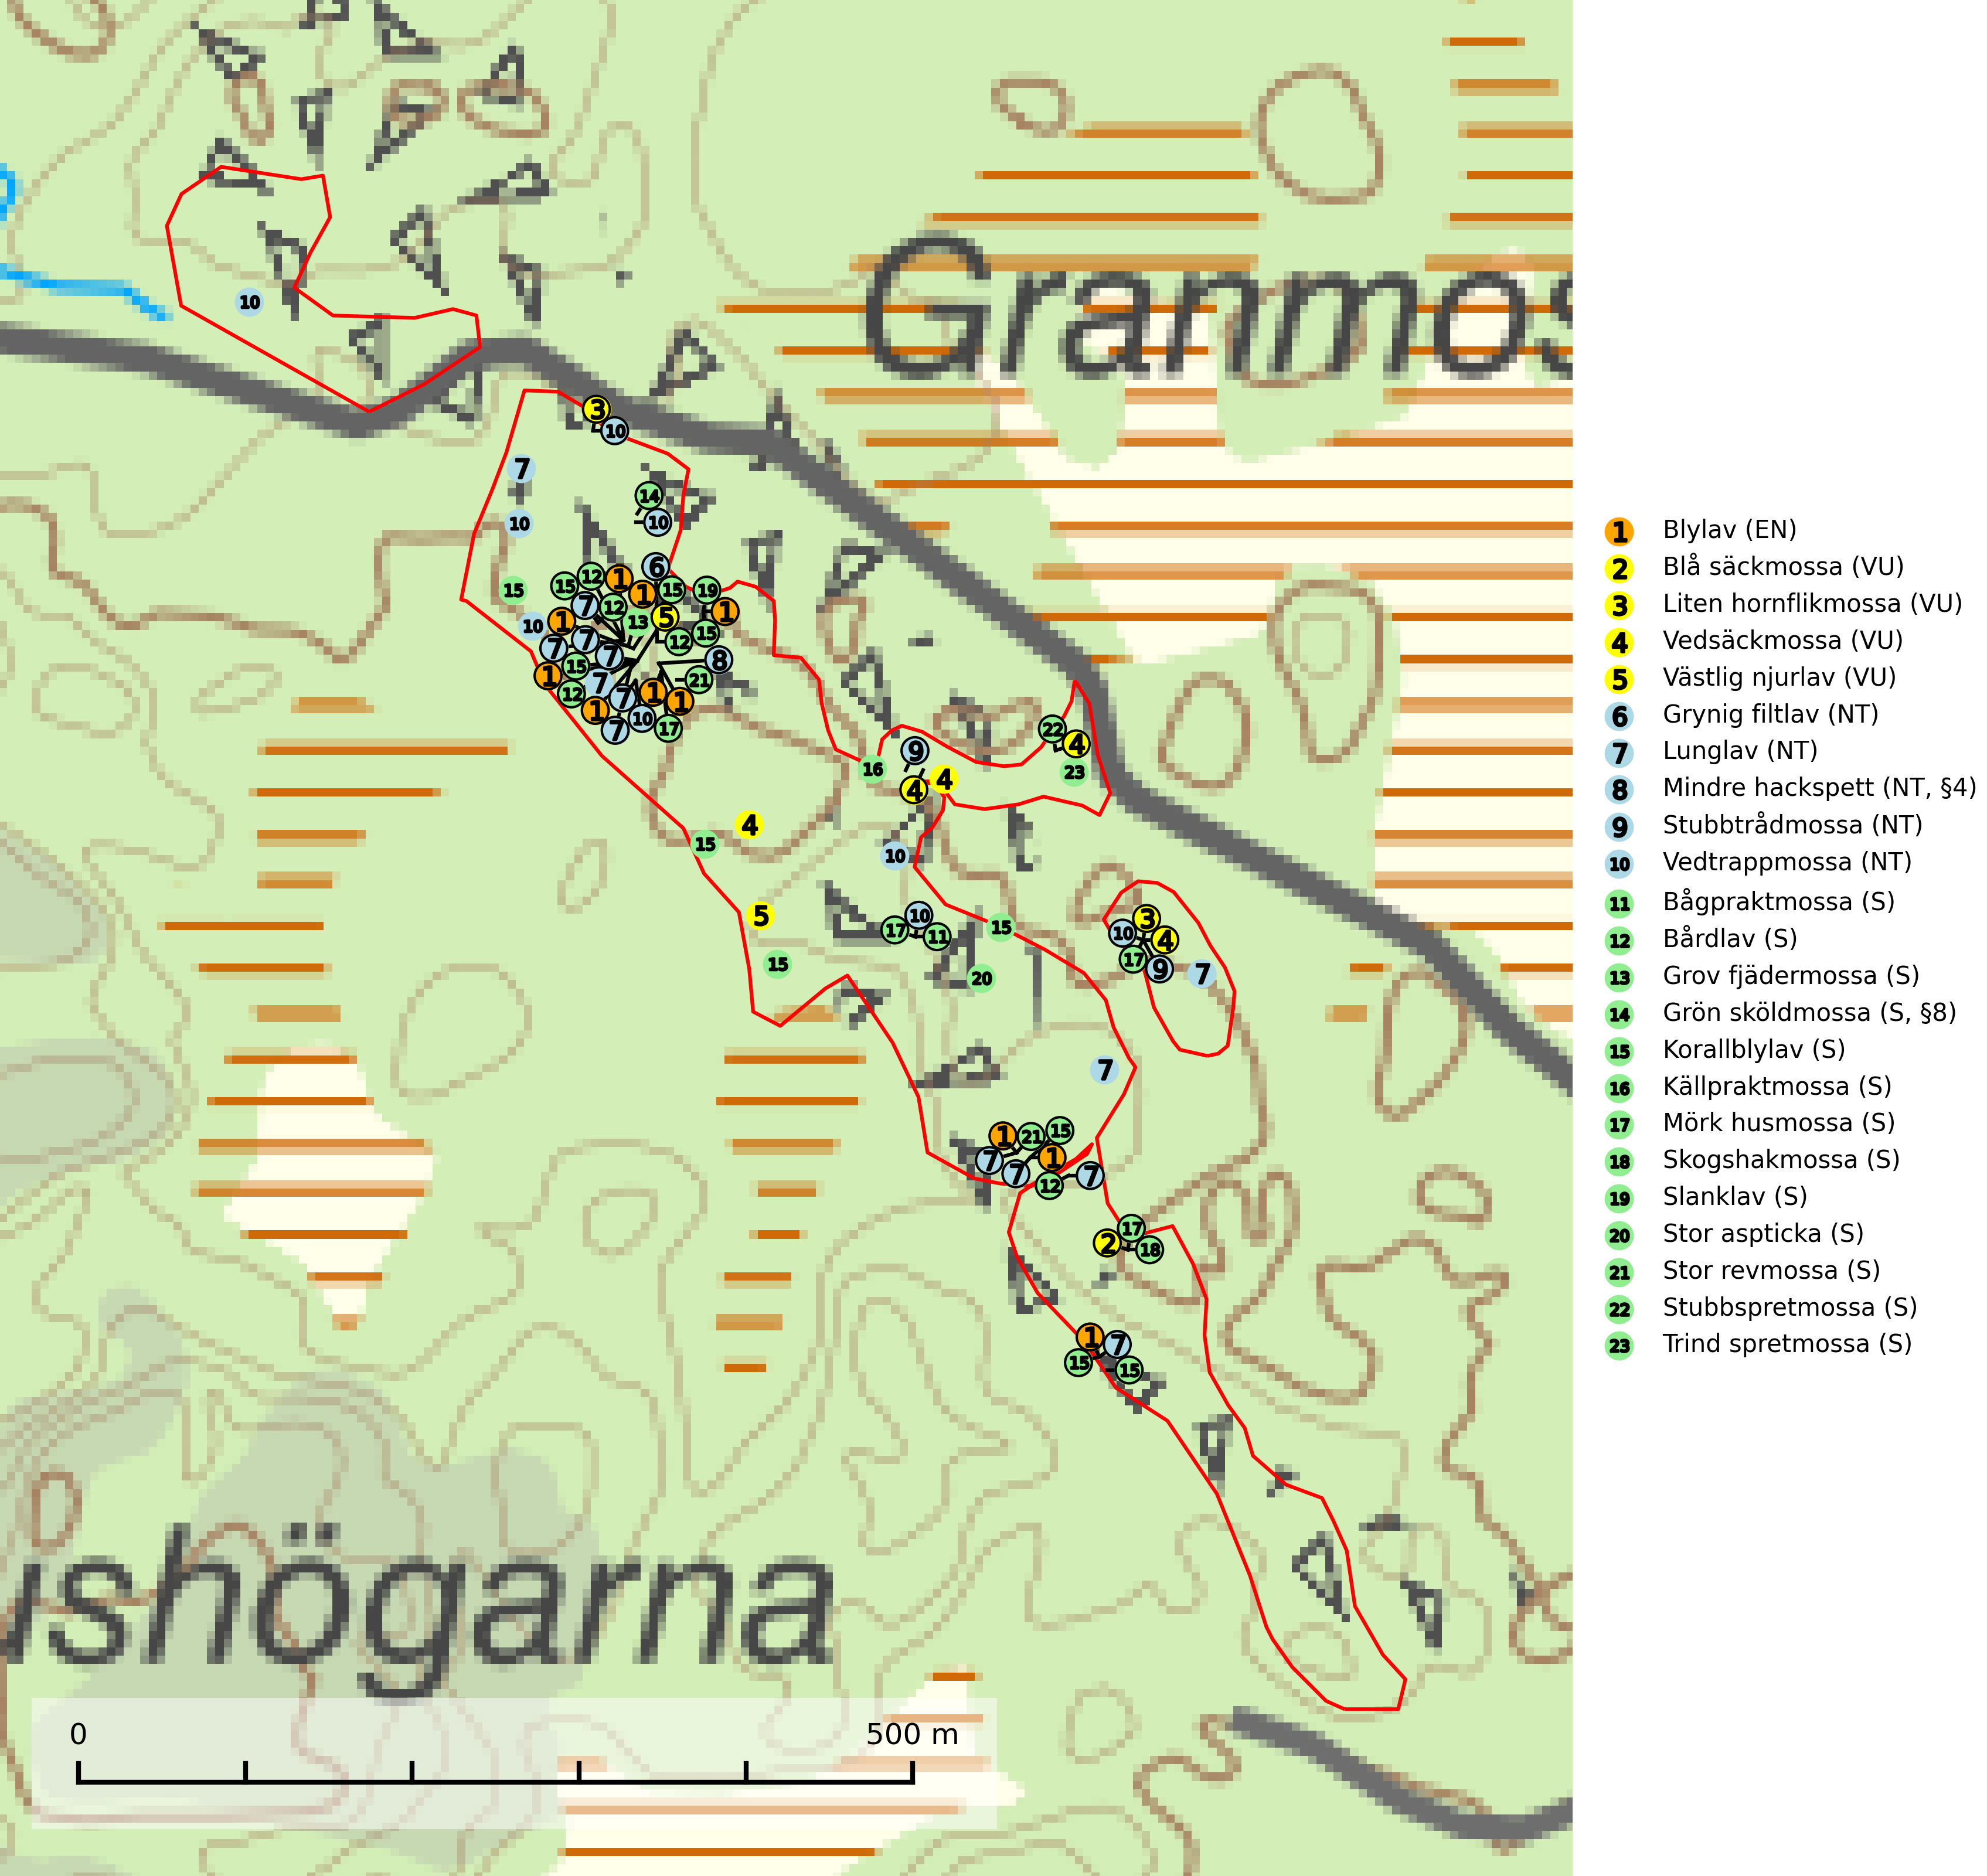 Granmos
ushögarna
0 500 m
1 Blylav (EN)
2 Blå säckmossa (VU)
3 Liten hornflikmossa (VU)
4 Vedsäckmossa (VU)
5 Västlig njurlav (VU)
6 Grynig filtlav (NT)
7 Lunglav (NT)
8 Mindre hackspett (NT, §4)
9 Stubbtrådmossa (NT)
10 Vedtrappmossa (NT)
11 Bågpraktmossa (S)
12 Bårdlav (S)
13 Grov fjädermossa (S)
14 Grön sköldmossa (S, §8)
15 Korallblylav (S)
16 Källpraktmossa (S)
17 Mörk husmossa (S)
18 Skogshakmossa (S)
19 Slanklav (S)
20 Stor aspticka (S)
21 Stor revmossa (S)
22 Stubbspretmossa (S)
23 Trind spretmossa (S)